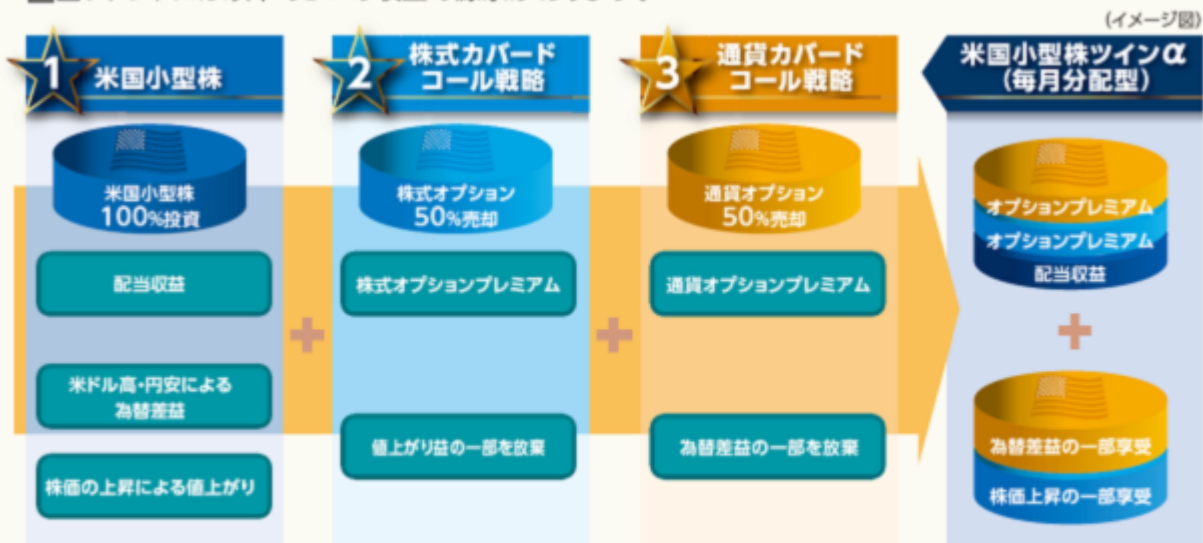 (イメージ図)
1 米国小型株
2 株式カバード
コール戦略
3 通貨カバード
コール戦略
米国小型株ツインα
(毎月分配型)
米国小型株
100%投資
株式オプション
50%売却
通貨オプション
50%売却
オプションプレミアム
オプションプレミアム
配当収益
配当収益
株式オプションプレミアム
通貨オプションプレミアム
+
+
+
米ドル高・円安による
為替差益
値上がり益の一部を放棄
為替差益の一部を放棄
為替差益の一部享受
株価上昇の一部享受
株価の上昇による値上がり